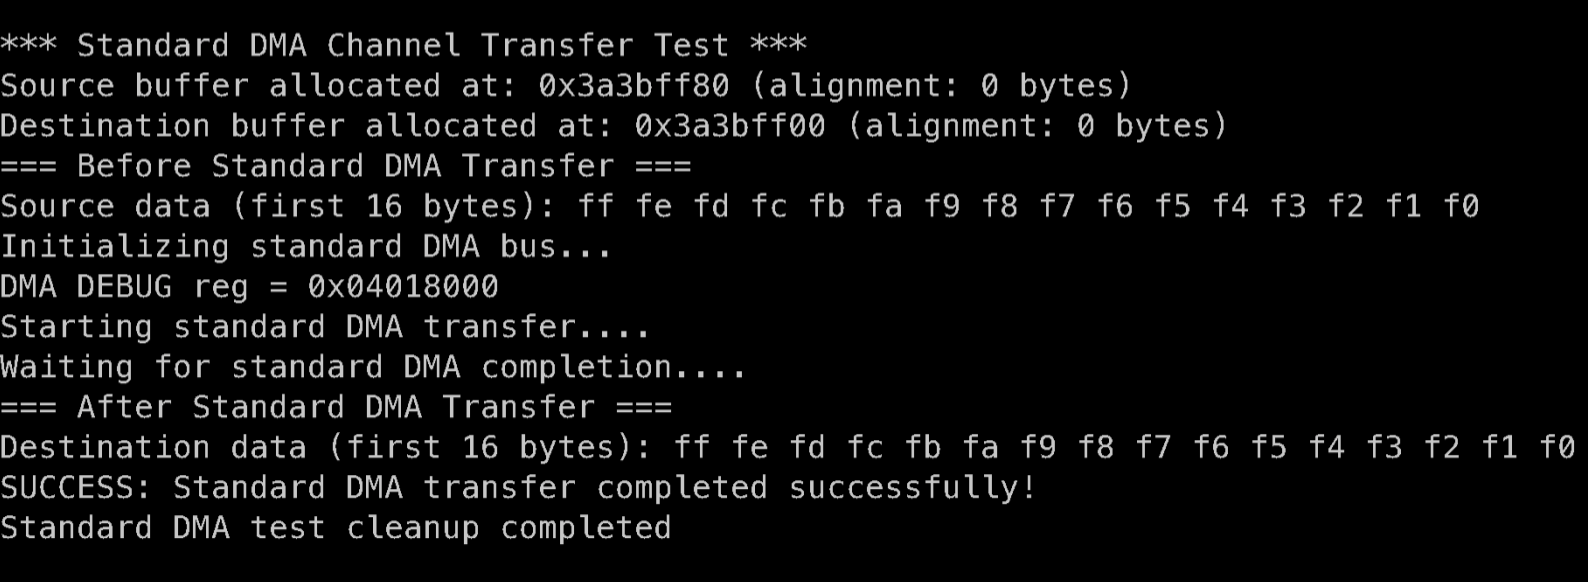 *** Standard DMA Channel Transfer Test ***
Source buffer allocated at: 0x3a3bff80 (alignment: 0 bytes)
Destination buffer allocated at: 0x3a3bff00 (alignment: 0 bytes)
=== Before Standard DMA Transfer ===
Source data (first 16 bytes): ff fe fd fc fb fa f9 f8 f7 f6 f5 f4 f3 f2 f1 f0
Initializing standard DMA bus...
DMA DEBUG reg = 0x04018000
Starting standard DMA transfer....
Waiting for standard DMA completion....
=== After Standard DMA Transfer ===
Destination data (first 16 bytes): ff fe fd fc fb fa f9 f8 f7 f6 f5 f4 f3 f2 f1 f0
SUCCESS: Standard DMA transfer completed successfully!
Standard DMA test cleanup completed